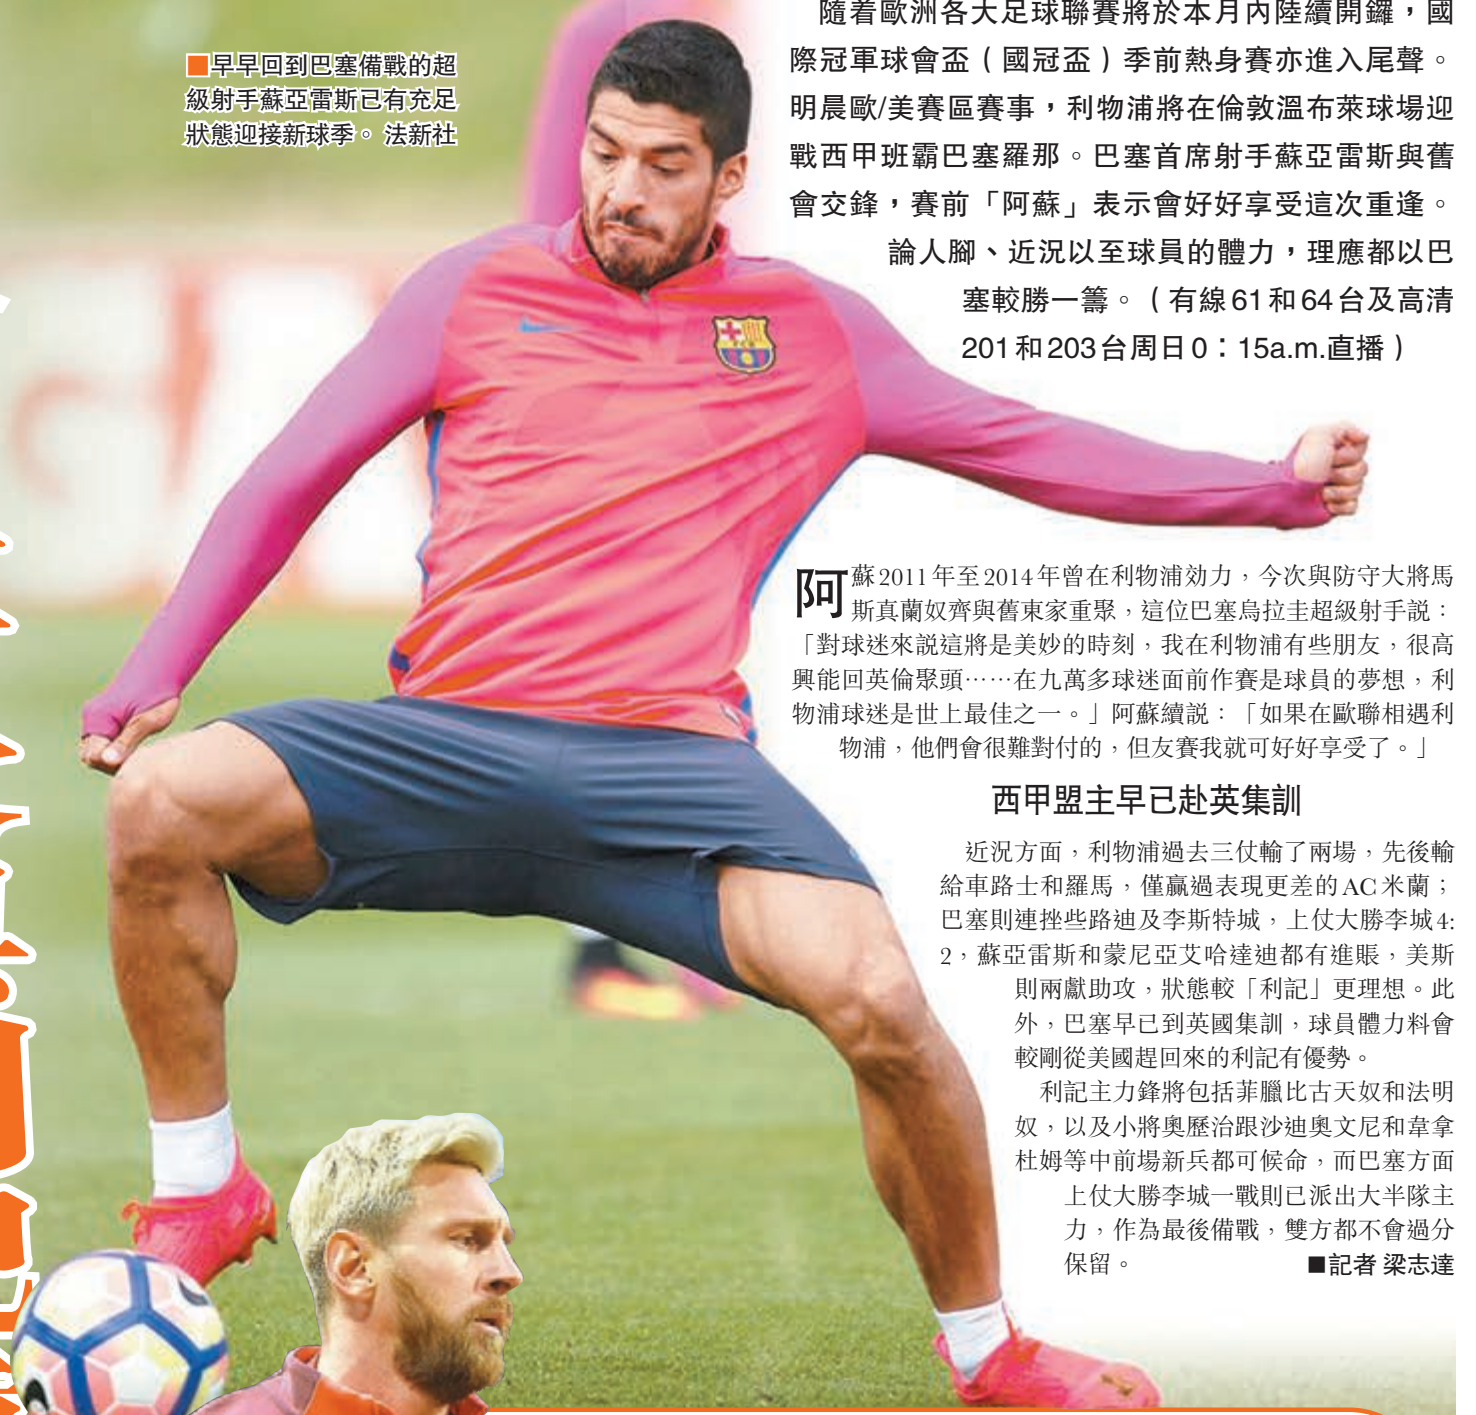 ■早早回到巴塞備戰的超
級射手蘇亞雷斯已有充足
狀態迎接新球季。 法新社
隨着歐洲各大足球聯賽將於本月內陸續開鑼，國
際冠軍球會盃（國冠盃）季前熱身賽亦進入尾聲。
明晨歐/美賽區賽事，利物浦將在倫敦溫布萊球場迎
戰西甲班霸巴塞羅那。巴塞首席射手蘇亞雷斯與舊
會交鋒，賽前「阿蘇」表示會好好享受這次重逢。
論人腳、近況以至球員的體力，理應都以巴
塞較勝一籌。（有線61和64台及高清
201和203台周日0：15a.m.直播）
阿蘇2011年至2014年曾在利物浦効力，今次與防守大將馬
斯真蘭奴齊與舊東家重聚，這位巴塞烏拉圭超級射手説：
「對球迷來説這將是美妙的時刻，我在利物浦有些朋友，很高
興能回英倫聚頭……在九萬多球迷面前作賽是球員的夢想，利
物浦球迷是世上最佳之一。」阿蘇續説：「如果在歐聯相遇利
物浦，他們會很難對付的，但友賽我就可好好享受了。」
西甲盟主早已赴英集訓
近況方面，利物浦過去三仗輸了兩場，先後輸
給車路士和羅馬，僅贏過表現更差的AC米蘭；
巴塞則連挫些路迪及李斯特城，上仗大勝李城4:
2，蘇亞雷斯和蒙尼亞艾哈達迪都有進賬，美斯
則兩獻助攻，狀態較「利記」更理想。此
外，巴塞早已到英國集訓，球員體力料會
較剛從美國趕回來的利記有優勢。
利記主力鋒將包括菲臘比古天奴和法明
奴，以及小將奧歷治跟沙迪奧文尼和韋拿
杜姆等中前場新兵都可候命，而巴塞方面
上仗大勝李城一戰則已派出大半隊主
力，作為最後備戰，雙方都不會過分
保留。 ■記者 梁志達